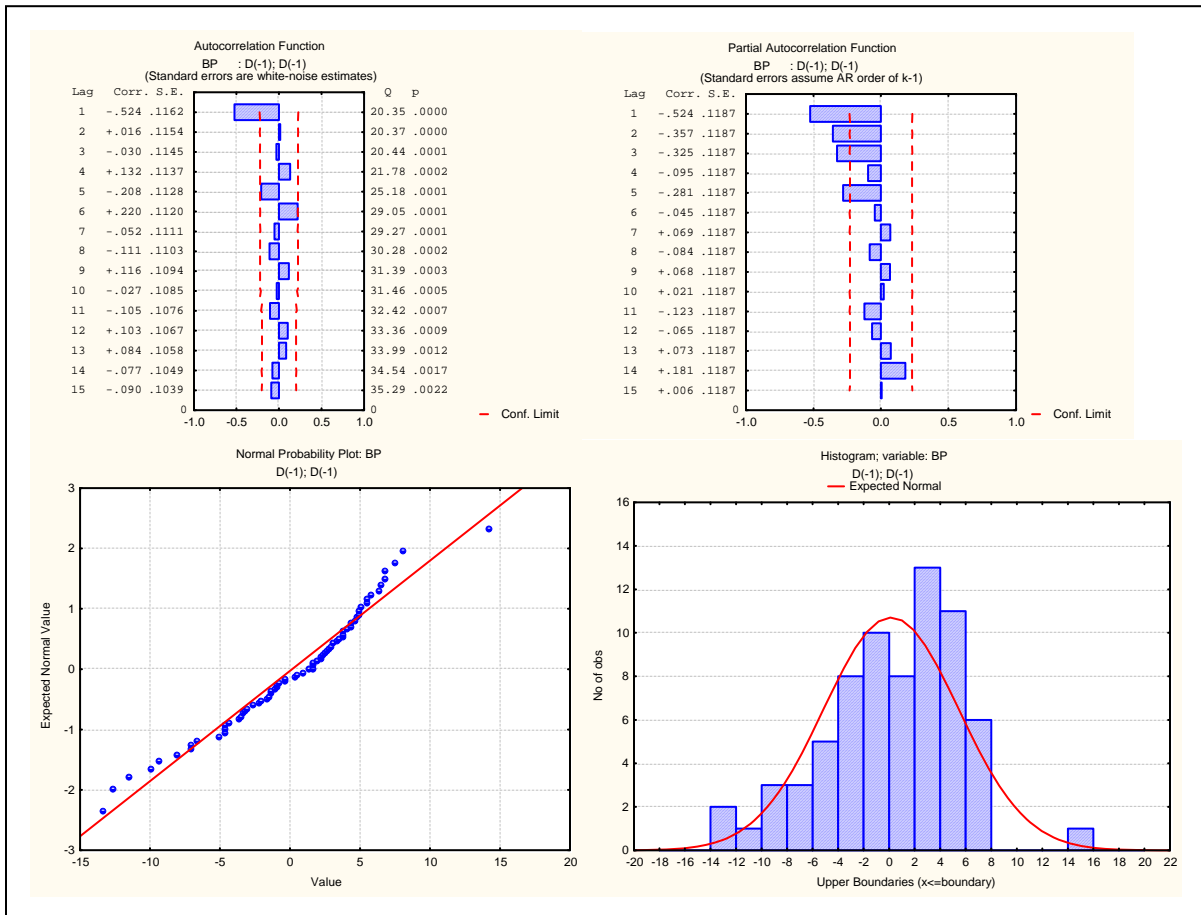 Autocorrelation Function
BP : D(-1); D(-1)
(Standard errors are white-noise estimates)
Lag Corr. S.E. Q p
1 -.524 .1162 20.35 .0000
2 +.016 .1154 20.37 .0000
3 -.030 .1145 20.44 .0001
4 +.132 .1137 21.78 .0002
5 -.208 .1128 25.18 .0001
6 +.220 .1120 29.05 .0001
7 -.052 .1111 29.27 .0001
8 -.111 .1103 30.28 .0002
9 +.116 .1094 31.39 .0003
10 -.027 .1085 31.46 .0005
11 -.105 .1076 32.42 .0007
12 +.103 .1067 33.36 .0009
13 +.084 .1058 33.99 .0012
14 -.077 .1049 34.54 .0017
15 -.090 .1039 35.29 .0022
0 0
-1.0 -0.5 0.0 0.5 1.0
Conf. Limit
Partial Autocorrelation Function
BP : D(-1); D(-1)
(Standard errors assume AR order of k-1)
Lag Corr. S.E.
1 -.524 .1187
2 -.357 .1187
3 -.325 .1187
4 -.095 .1187
5 -.281 .1187
6 -.045 .1187
7 +.069 .1187
8 -.084 .1187
9 +.068 .1187
10 +.021 .1187
11 -.123 .1187
12 -.065 .1187
13 +.073 .1187
14 +.181 .1187
15 +.006 .1187
0
-1.0 -0.5 0.0 0.5 1.0
Conf. Limit
Normal Probability Plot: BP
D(-1); D(-1)
Expected Normal Value
3
2
1
0
-1
-2
-3
-15 -10 -5 0 5 10 15 20
Value
Histogram; variable: BP
D(-1); D(-1)
Expected Normal
No of obs
16
14
12
10
8
6
4
2
0
-20 -18 -16 -14 -12 -10 -8 -6 -4 -2 0 2 4 6 8 10 12 14 16 18 20 22
Upper Boundaries (x<=boundary)